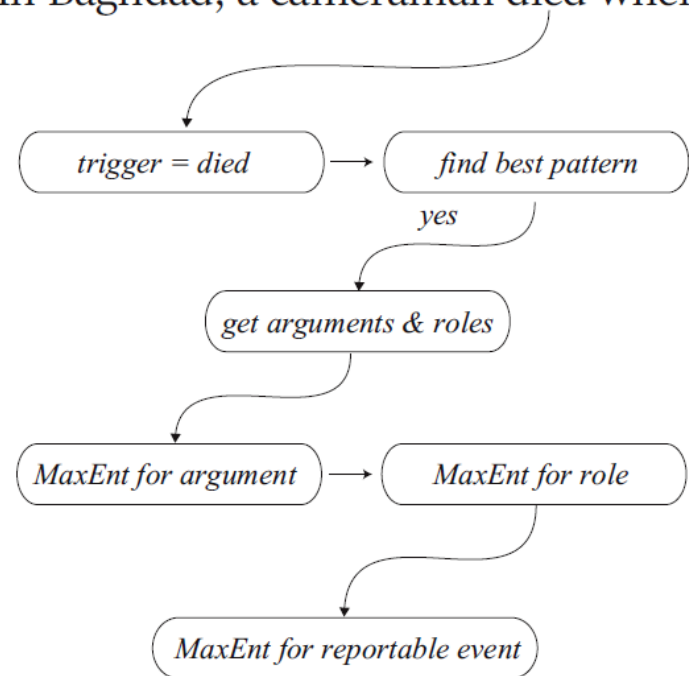 in Baghdad, a cameraman died when
trigger = died
find best pattern
yes
get arguments & roles
MaxEnt for argument
MaxEnt for role
MaxEnt for reportable event